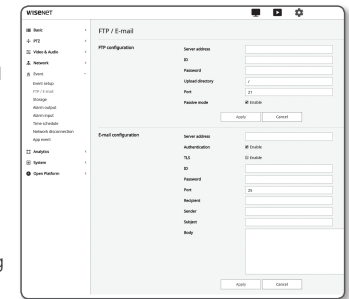 WISENET
Basic
PTZ
Video & Audio
Network
Event
Event setup
FTP / E-mail
Storage
Alarm output
Alarm input
Time schedule
Network disconnection
App event
Analytics
System
Open Platform
FTP / E-mail
FTP configuration
Server address
ID
Password
Upload directory /
Port 21
Passive mode Enable
Apply Cancel
E-mail configuration
Server address
Authentication Enable
TLS Enable
ID
Password
Port 25
Recipient
Sender
Subject
Body
Apply Cancel
g